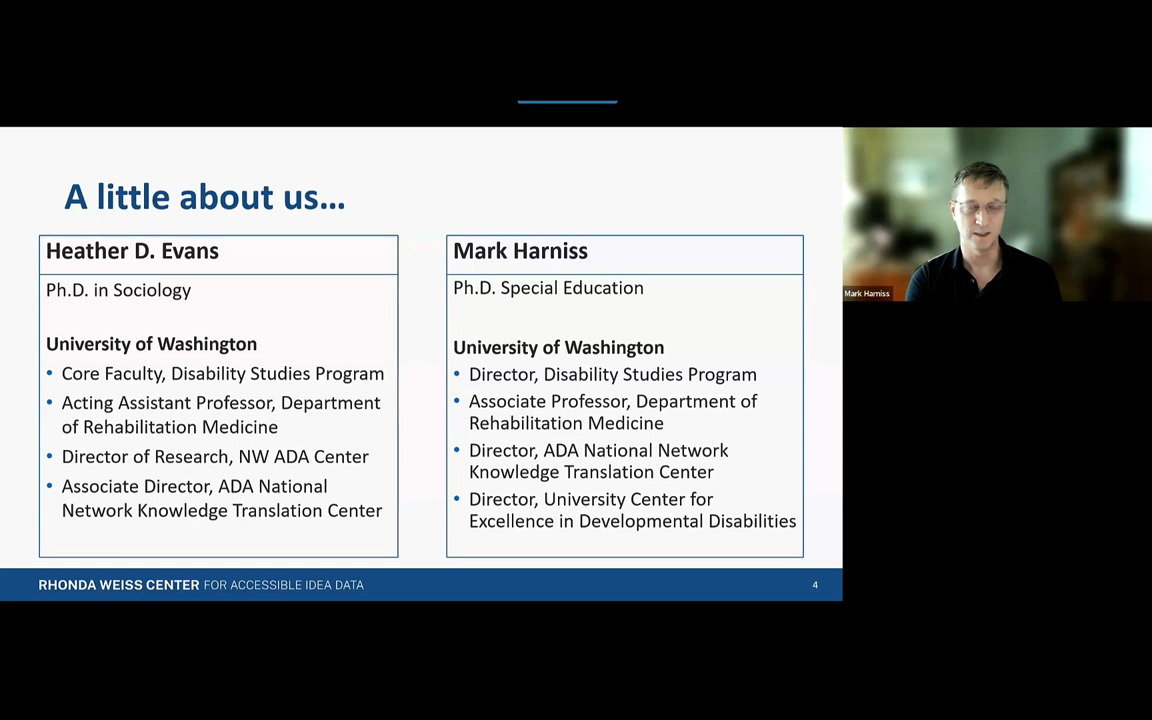 A little about us...
Heather D. Evans
Ph.D. in Sociology
University of Washington
• Core Faculty, Disability Studies Program
• Acting Assistant Professor, Department
of Rehabilitation Medicine
• Director of Research, NW ADA Center
• Associate Director, ADA National
Network Knowledge Translation Center
Mark Harniss
Ph.D. Special Education
University of Washington
• Director, Disability Studies Program
• Associate Professor, Department of
Rehabilitation Medicine
• Director, ADA National Network
Knowledge Translation Center
• Director, University Center for
Excellence in Developmental Disabilities
RHONDA WEISS CENTER FOR ACCESSIBLE IDEA DATA
4
Mark Harniss